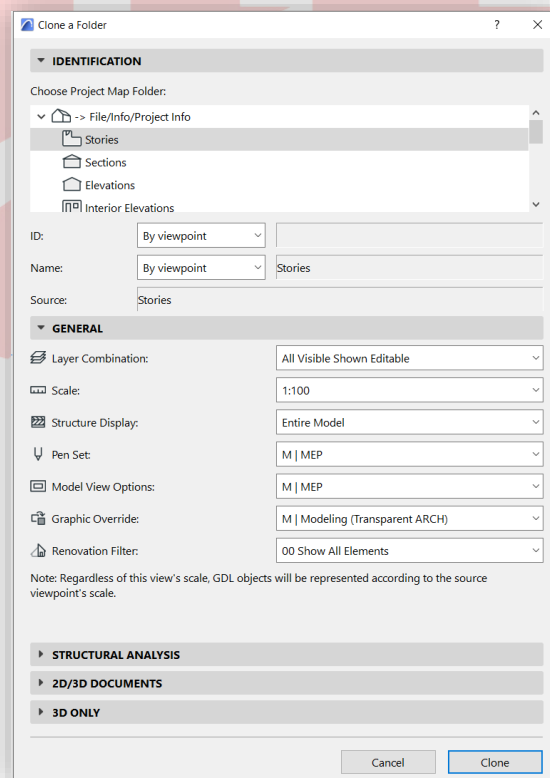 Clone a Folder
IDENTIFICATION
Choose Project Map Folder:
-> File/Info/Project Info
Stories
Sections
Elevations
Interior Elevations
ID: By viewpoint
Name: By viewpoint Stories
Source: Stories
GENERAL
Layer Combination: All Visible Shown Editable
Scale: 1:100
Structure Display: Entire Model
Pen Set: M | MEP
Model View Options: M | MEP
Graphic Override: M | Modeling (Transparent ARCH)
Renovation Filter: 00 Show All Elements
Note: Regardless of this view's scale, GDL objects will be represented according to the source
viewpoint's scale.
STRUCTURAL ANALYSIS
2D/3D DOCUMENTS
3D ONLY
Cancel Clone